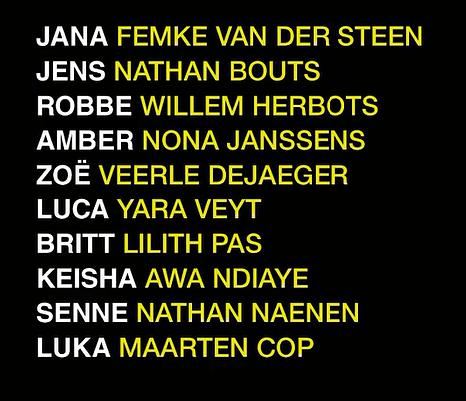 JANA FEMKE VAN DER STEEN
JENS NATHAN BOUTS
ROBBE WILLEM HERBOTS
AMBER NONA JANSSENS
ZOË VEERLE DEJAEGER
LUCA YARA VEYT
BRITT LILITH PAS
KEISHA AWA NDIAYE
SENNE NATHAN NAENEN
LUKA MAARTEN COP